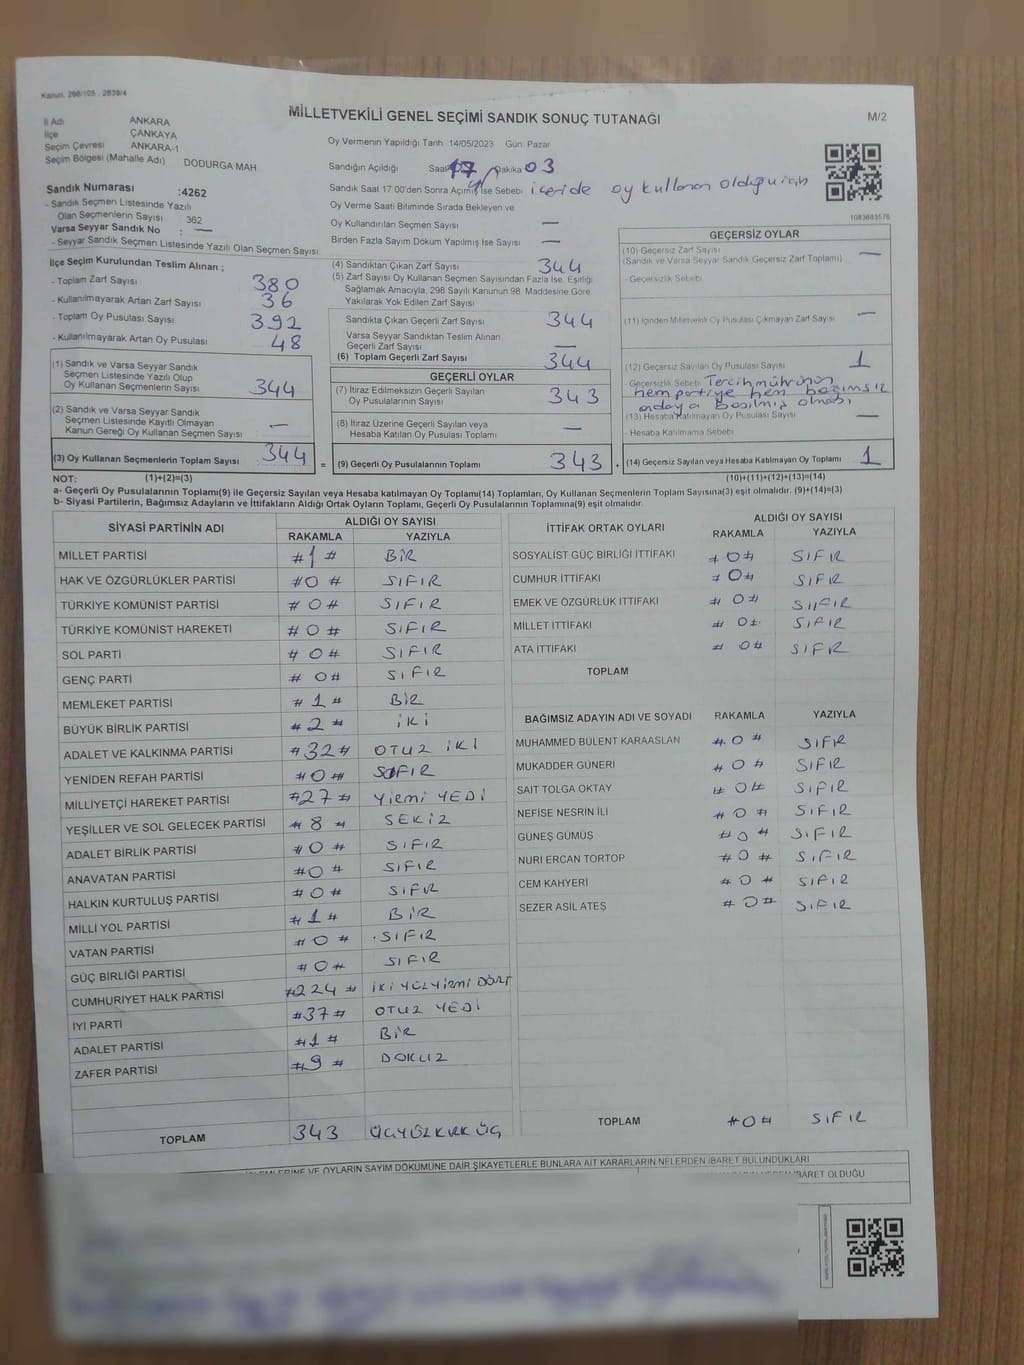 Kanun, 298/105 - 2839/4
MİLLETVEKİLİ GENEL SEÇİMİ SANDIK SONUÇ TUTANAĞI
M/2
İl Adı ANKARA
İlçe ÇANKAYA
Seçim Çevresi ANKARA-1
Seçim Bölgesi (Mahalle Adı) DODURGA MAH
Sandık Numarası :4262
- Sandık Seçmen Listesinde Yazılı
Olan Seçmenlerin Sayısı 362
Varsa Seyyar Sandık No : —
- Seyyar Sandık Seçmen Listesinde Yazılı Olan Seçmen Sayısı:
Oy Vermenin Yapıldığı Tarih 14/05/2023 Gün: Pazar
Sandığın Açıldığı Saat 17 Dakika 03
Sandık Saat 17.00'den Sonra Açılmış İse Sebebi içeride oy kullanan olduğu için
Oy Verme Saati Bitiminde Sırada Bekleyen ve
Oy Kullandırılan Seçmen Sayısı —
Birden Fazla Sayım Döküm Yapılmış İse Sayısı —
1083683576
İlçe Seçim Kurulundan Teslim Alınan ;
- Toplam Zarf Sayısı 380
- Kullanılmayarak Artan Zarf Sayısı 36
- Toplam Oy Pusulası Sayısı 392
- Kullanılmayarak Artan Oy Pusulası 48
(1) Sandık ve Varsa Seyyar Sandık
Seçmen Listesinde Yazılı Olup
Oy Kullanan Seçmenlerin Sayısı 344
(2) Sandık ve Varsa Seyyar Sandık
Seçmen Listesinde Kayıtlı Olmayan
Kanun Gereği Oy Kullanan Seçmen Sayısı —
(3) Oy Kullanan Seçmenlerin Toplam Sayısı 344 =
(4) Sandıktan Çıkan Zarf Sayısı 344
(5) Zarf Sayısı Oy Kullanan Seçmen Sayısından Fazla İse, Eşitliği
Sağlamak Amacıyla, 298 Sayılı Kanunun 98. Maddesine Göre
Yakılarak Yok Edilen Zarf Sayısı
Sandıkta Çıkan Geçerli Zarf Sayısı 344
Varsa Seyyar Sandıktan Teslim Alınan
Geçerli Zarf Sayısı —
(6) Toplam Geçerli Zarf Sayısı 344
GEÇERLİ OYLAR
(7) İtiraz Edilmeksizin Geçerli Sayılan
Oy Pusulalarının Sayısı 343
(8) İtiraz Üzerine Geçerli Sayılan veya
Hesaba Katılan Oy Pusulası Toplamı —
(9) Geçerli Oy Pusulalarının Toplamı 343 +
GEÇERSİZ OYLAR
(10) Geçersiz Zarf Sayısı —
(Sandık ve Varsa Seyyar Sandık Geçersiz Zarf Toplamı)
- Geçersizlik Sebebi
(11) İçinden Milletvekili Oy Pusulası Çıkmayan Zarf Sayısı —
(12) Geçersiz Sayılan Oy Pusulası Sayısı 1
Geçersizlik Sebebi Tercih mührünün
hem partiye hem bağımsız
adaya basılmış olması
(13) Hesaba Katılmayan Oy Pusulası Sayısı —
- Hesaba Katılmama Sebebi
(14) Geçersiz Sayılan veya Hesaba Katılmayan Oy Toplamı 1
NOT: (1)+(2)=(3) (10)+(11)+(12)+(13)=(14)
a- Geçerli Oy Pusulalarının Toplamı(9) ile Geçersiz Sayılan veya Hesaba katılmayan Oy Toplamı(14) Toplamları, Oy Kullanan Seçmenlerin Toplam Sayısına(3) eşit olmalıdır. (9)+(14)=(3)
b- Siyasi Partilerin, Bağımsız Adayların ve İttifakların Aldığı Ortak Oyların Toplamı, Geçerli Oy Pusulalarının Toplamına(9) eşit olmalıdır.
SİYASİ PARTİNİN ADI ALDIĞI OY SAYISI
RAKAMLA YAZIYLA
MİLLET PARTİSİ #1# BİR
HAK VE ÖZGÜRLÜKLER PARTİSİ #0# SIFIR
TÜRKİYE KOMÜNİST PARTİSİ #0# SIFIR
TÜRKİYE KOMÜNİST HAREKETİ #0# SIFIR
SOL PARTİ #0# SIFIR
GENÇ PARTİ #0# SIFIR
MEMLEKET PARTİSİ #1# BİR
BÜYÜK BİRLİK PARTİSİ #2# İKİ
ADALET VE KALKINMA PARTİSİ #32# OTUZ İKİ
YENİDEN REFAH PARTİSİ #0# SIFIR
MİLLİYETÇİ HAREKET PARTİSİ #27# YİRMİ YEDİ
YEŞİLLER VE SOL GELECEK PARTİSİ #8# SEKİZ
ADALET BİRLİK PARTİSİ #0# SIFIR
ANAVATAN PARTİSİ #0# SIFIR
HALKIN KURTULUŞ PARTİSİ #0# SIFIR
MİLLİ YOL PARTİSİ #1# BİR
VATAN PARTİSİ #0# SIFIR
GÜÇ BİRLİĞİ PARTİSİ #0# SIFIR
CUMHURİYET HALK PARTİSİ #224# İKİ YÜZ YİRMİ DÖRT
İYİ PARTİ #37# OTUZ YEDİ
ADALET PARTİSİ #1# BİR
ZAFER PARTİSİ #9# DOKUZ
TOPLAM 343 ÜÇYÜZKIRK ÜÇ
İTTİFAK ORTAK OYLARI ALDIĞI OY SAYISI
RAKAMLA YAZIYLA
SOSYALİST GÜÇ BİRLİĞİ İTTİFAKI #0# SIFIR
CUMHUR İTTİFAKI #0# SIFIR
EMEK VE ÖZGÜRLÜK İTTİFAKI #0# SIFIR
MİLLET İTTİFAKI #0# SIFIR
ATA İTTİFAKI #0# SIFIR
TOPLAM
BAĞIMSIZ ADAYIN ADI VE SOYADI RAKAMLA YAZIYLA
MUHAMMED BÜLENT KARAASLAN #0# SIFIR
MUKADDER GÜNERİ #0# SIFIR
SAİT TOLGA OKTAY #0# SIFIR
NEFİSE NESRİN İLİ #0# SIFIR
GÜNEŞ GÜMÜŞ #0# SIFIR
NURİ ERCAN TORTOP #0# SIFIR
CEM KAHYERİ #0# SIFIR
SEZER ASİL ATEŞ #0# SIFIR
TOPLAM #0# SIFIR
OYLARIN SAYIM DÖKÜMÜNE DAİR ŞİKAYETLERLE BUNLARA AİT KARARLARIN NELERDEN İBARET BULUNDUKLARI
İBARET OLDUĞU